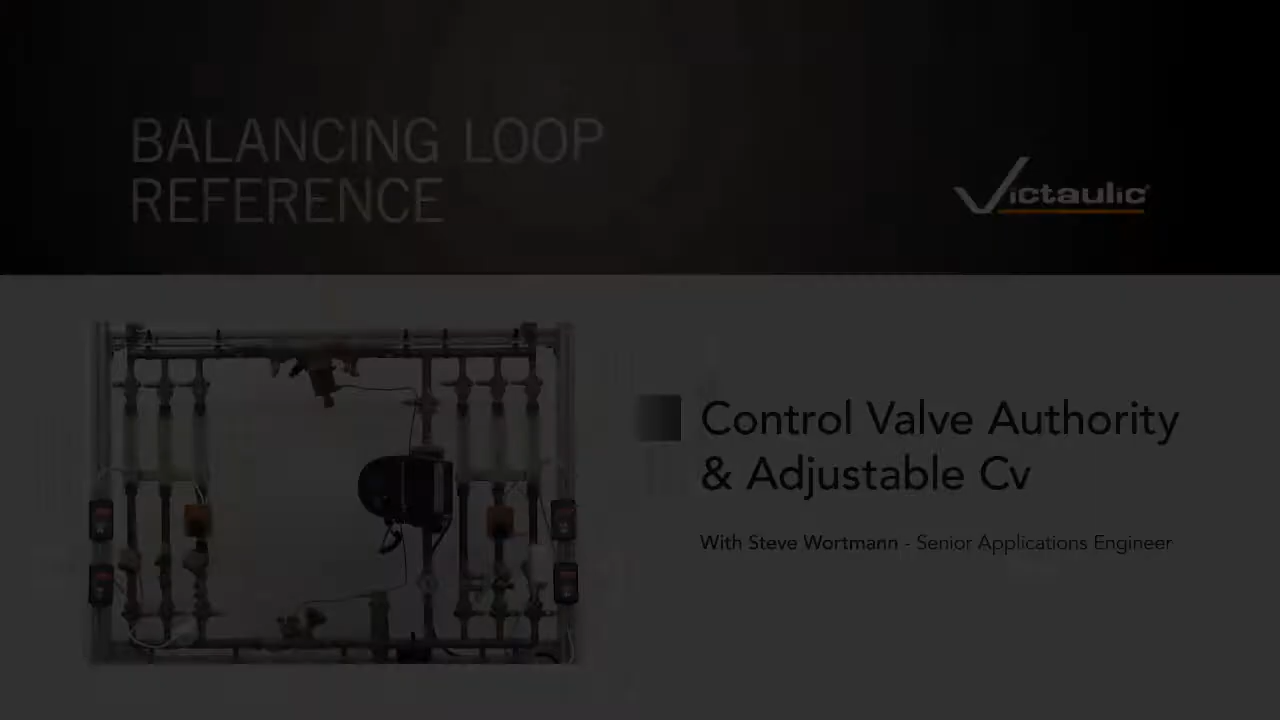 BALANCING LOOP
REFERENCE
Victaulic
Control Valve Authority
& Adjustable Cv
With Steve Wortmann - Senior Applications Engineer